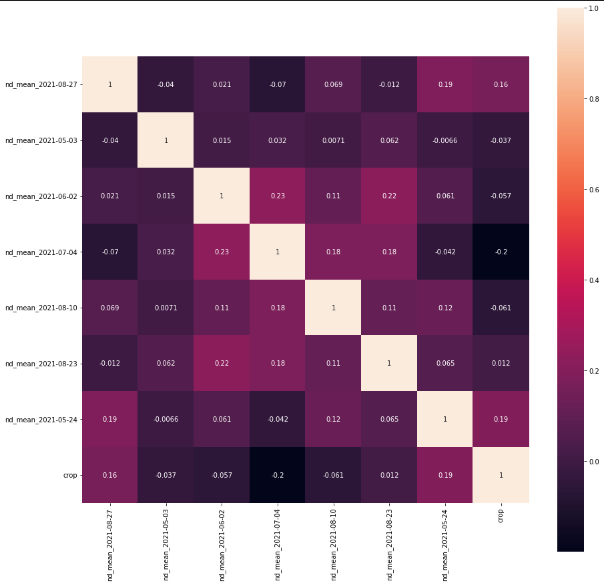 1.0
nd_mean_2021-08-27 1 -0.04 0.021 -0.07 0.069 -0.012 0.19 0.16
nd_mean_2021-05-03 -0.04 1 0.015 0.032 0.0071 0.062 -0.0066 -0.037
0.8
nd_mean_2021-06-02 0.021 0.015 1 0.23 0.11 0.22 0.061 -0.057
0.6
nd_mean_2021-07-04 -0.07 0.032 0.23 1 0.18 0.18 -0.042 -0.2
0.4
nd_mean_2021-08-10 0.069 0.0071 0.11 0.18 1 0.11 0.12 -0.061
nd_mean_2021-08-23 -0.012 0.062 0.22 0.18 0.11 1 0.065 0.012
0.2
nd_mean_2021-05-24 0.19 -0.0066 0.061 -0.042 0.12 0.065 1 0.19
0.0
crop 0.16 -0.037 -0.057 -0.2 -0.061 0.012 0.19 1
nd_mean_2021-08-27
nd_mean_2021-05-03
nd_mean_2021-06-02
nd_mean_2021-07-04
nd_mean_2021-08-10
nd_mean_2021-08-23
nd_mean_2021-05-24
crop